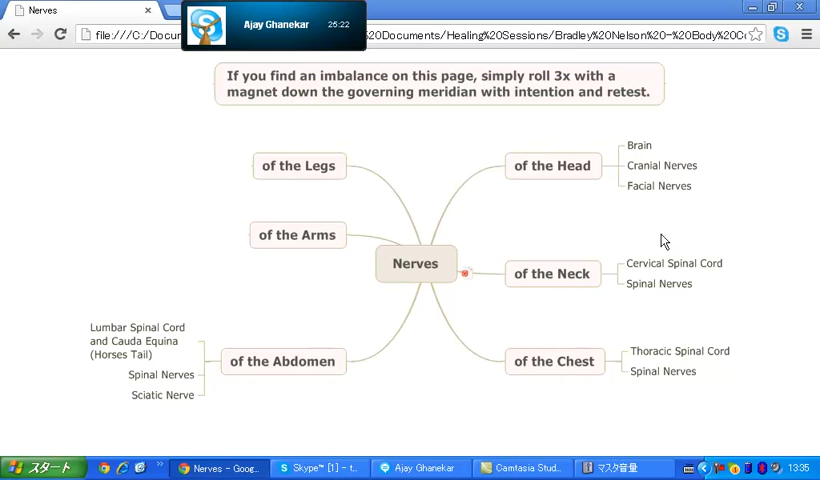 Nerves
Ajay Ghanekar
25:22
file:///C:/Docum
%20Documents/Healing%20Sessions/Bradley%20Nelson%20-%20Body%20Co
If you find an imbalance on this page, simply roll 3x with a
magnet down the governing meridian with intention and retest.
of the Legs
of the Head
Brain
Cranial Nerves
Facial Nerves
of the Arms
Nerves
of the Neck
Cervical Spinal Cord
Spinal Nerves
Lumbar Spinal Cord
and Cauda Equina
(Horses Tail)
Spinal Nerves
Sciatic Nerve
of the Abdomen
of the Chest
Thoracic Spinal Cord
Spinal Nerves
スタート
Nerves - Goog...
Skype™ [1] - t...
Ajay Ghanekar
Camtasia Stud...
マスタ音量
13:35